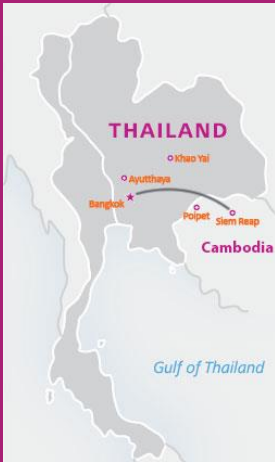 THAILAND
Khao Yai
Ayutthaya
Bangkok
Poipet
Siem Reap
Cambodia
Gulf of Thailand